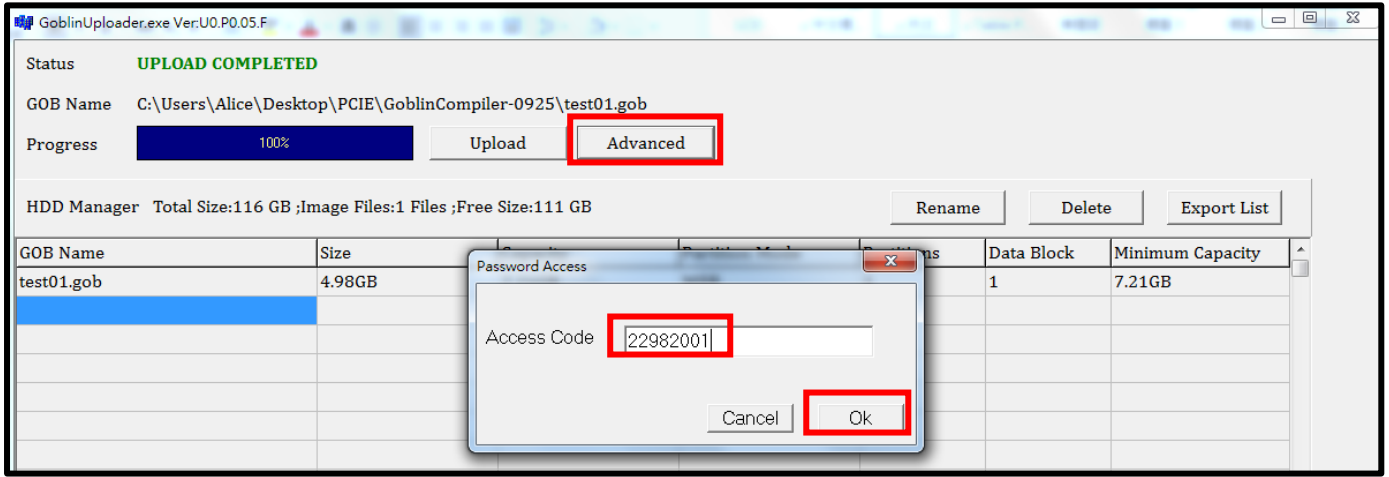 GoblinUploader.exe Ver:U0.P0.05.F
Status UPLOAD COMPLETED
GOB Name C:\Users\Alice\Desktop\PCIE\GoblinCompiler-0925\test01.gob
Progress 100% Upload Advanced
HDD Manager Total Size:116 GB ;Image Files:1 Files ;Free Size:111 GB Rename Delete Export List
GOB Name Size Data Block Minimum Capacity
test01.gob 4.98GB 1 7.21GB
Password Access
Access Code 22982001
Cancel Ok